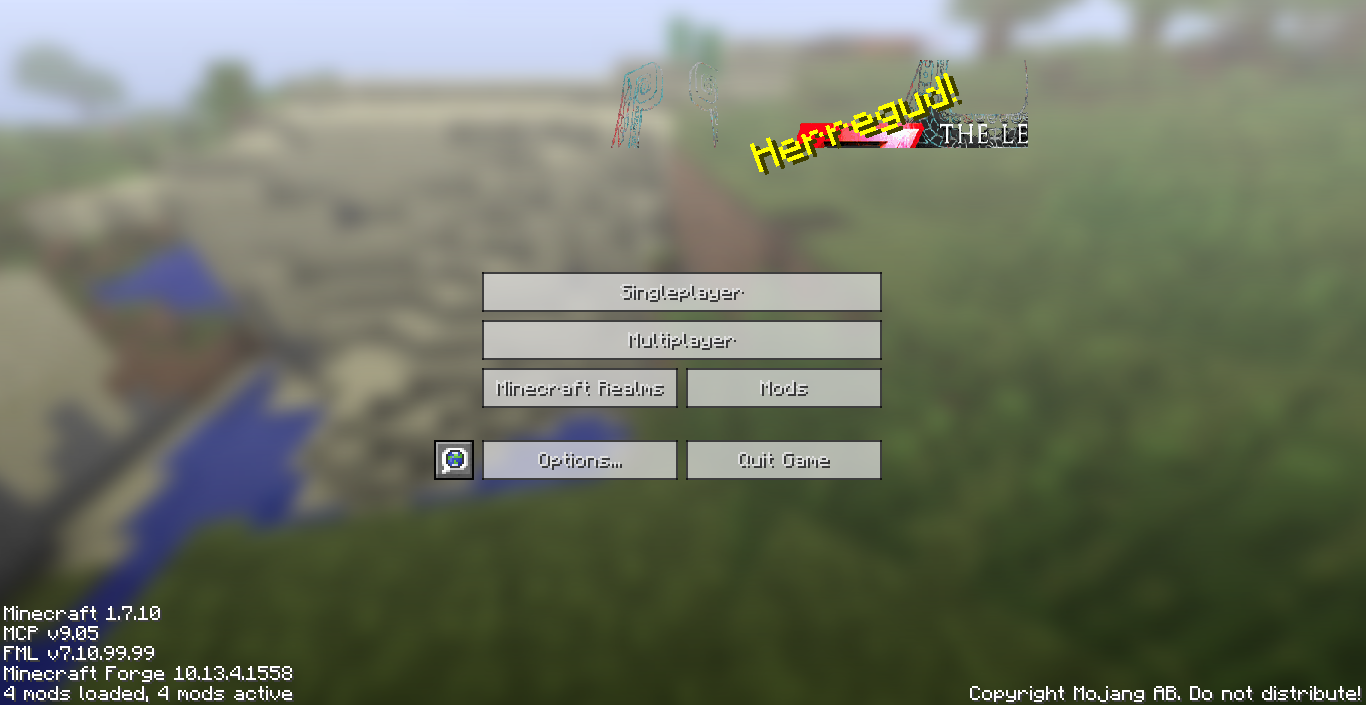 Herregud!
THE LE
Singleplayer
Multiplayer
Minecraft Realms
Mods
Options...
Quit Game
Minecraft 1.7.10
MCP v9.05
FML v7.10.99.99
Minecraft Forge 10.13.4.1558
4 mods loaded, 4 mods active
Copyright Mojang AB. Do not distribute!